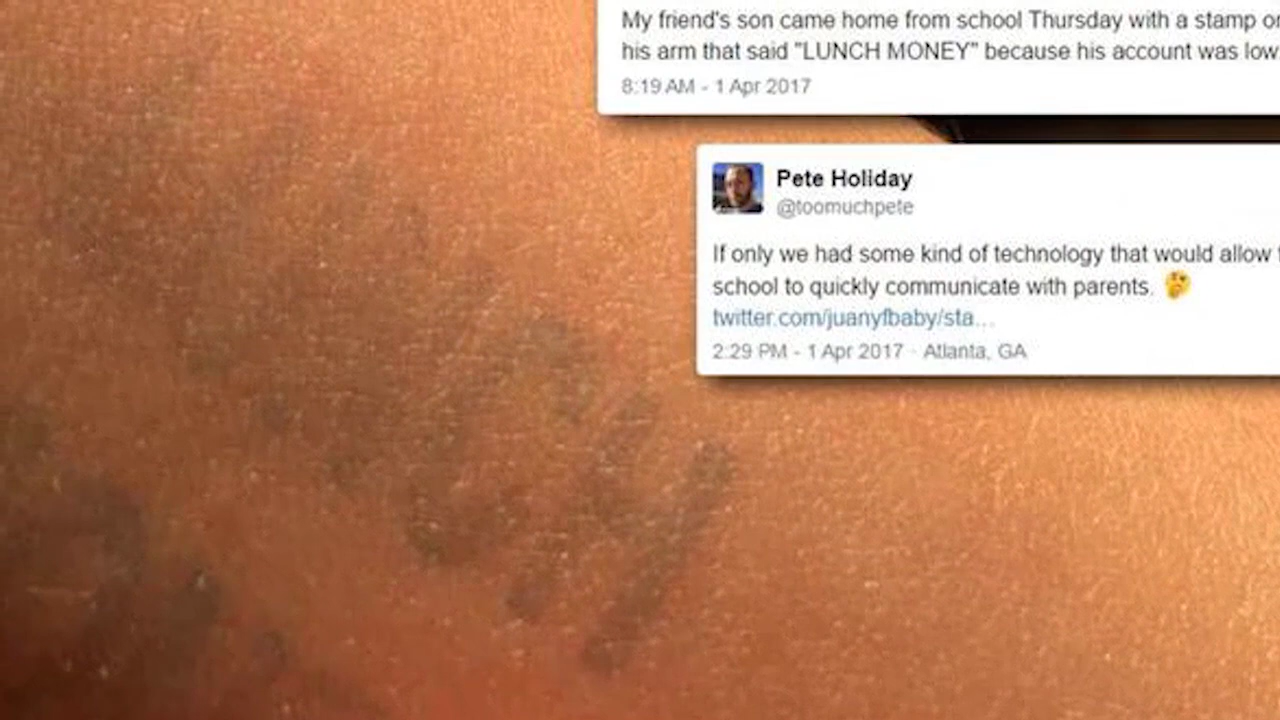 My friend's son came home from school Thursday with a stamp
his arm that said "LUNCH MONEY" because his account was low.
8:19 AM - 1 Apr 2017
Pete Holiday
@toomuchpete
If only we had some kind of technology that would allow
school to quickly communicate with parents. 🤔
twitter.com/juanyfbaby/sta...
2:29 PM - 1 Apr 2017 · Atlanta, GA